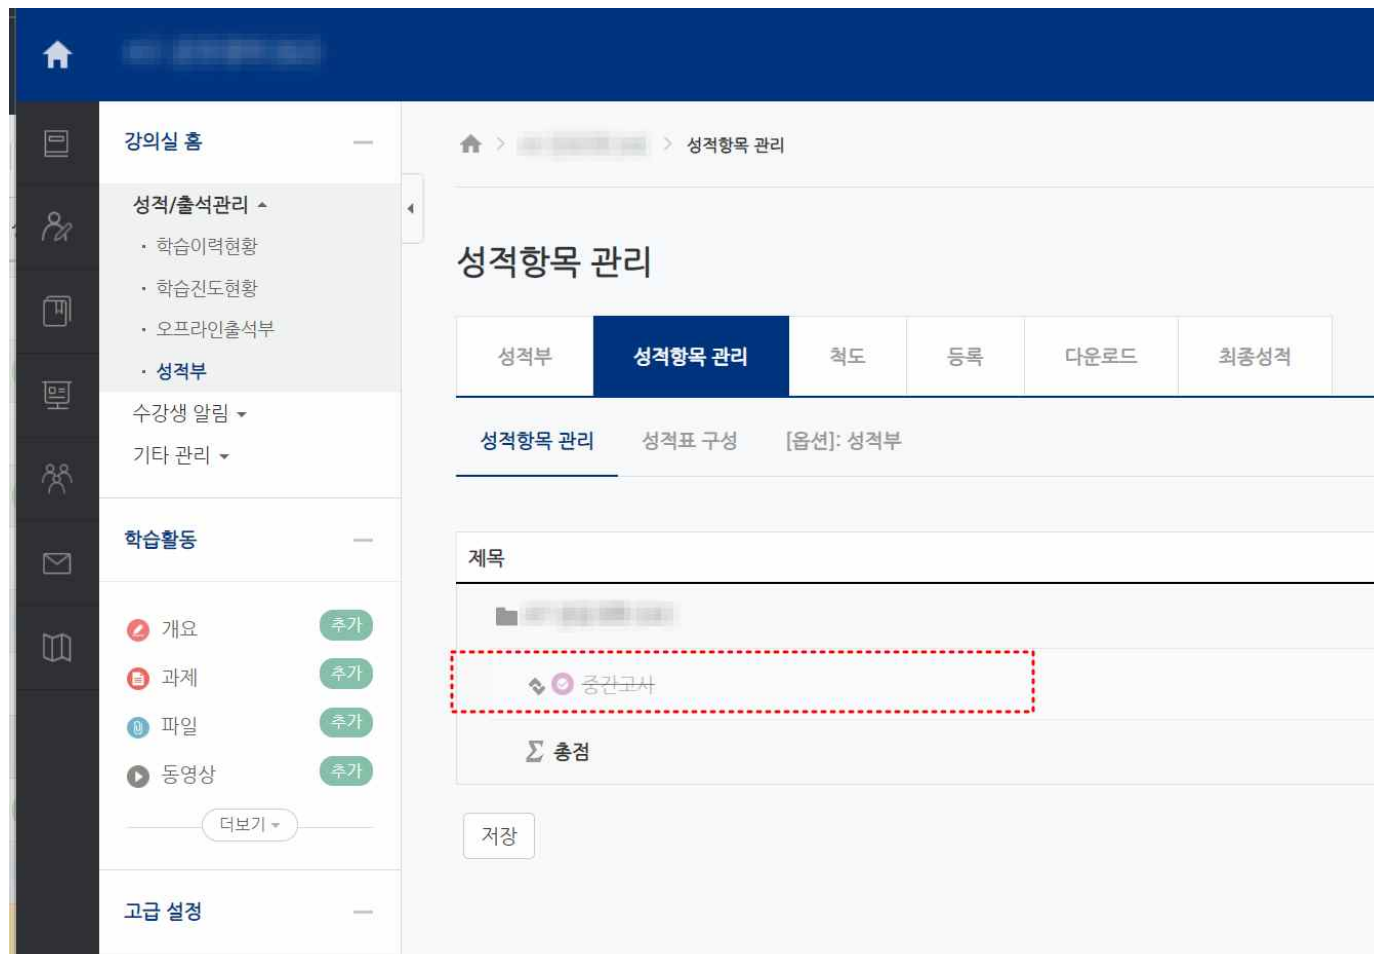 강의실 홈
성적/출석관리
· 학습이력현황
· 학습진도현황
· 오프라인출석부
· 성적부
수강생 알림
기타 관리
학습활동
개요 추가
과제 추가
파일 추가
동영상 추가
더보기
고급 설정
> > 성적항목 관리
성적항목 관리
성적부 성적항목 관리 척도 등록 다운로드 최종성적
성적항목 관리 성적표 구성 [옵션]: 성적부
제목
중간고사
∑ 총점
저장